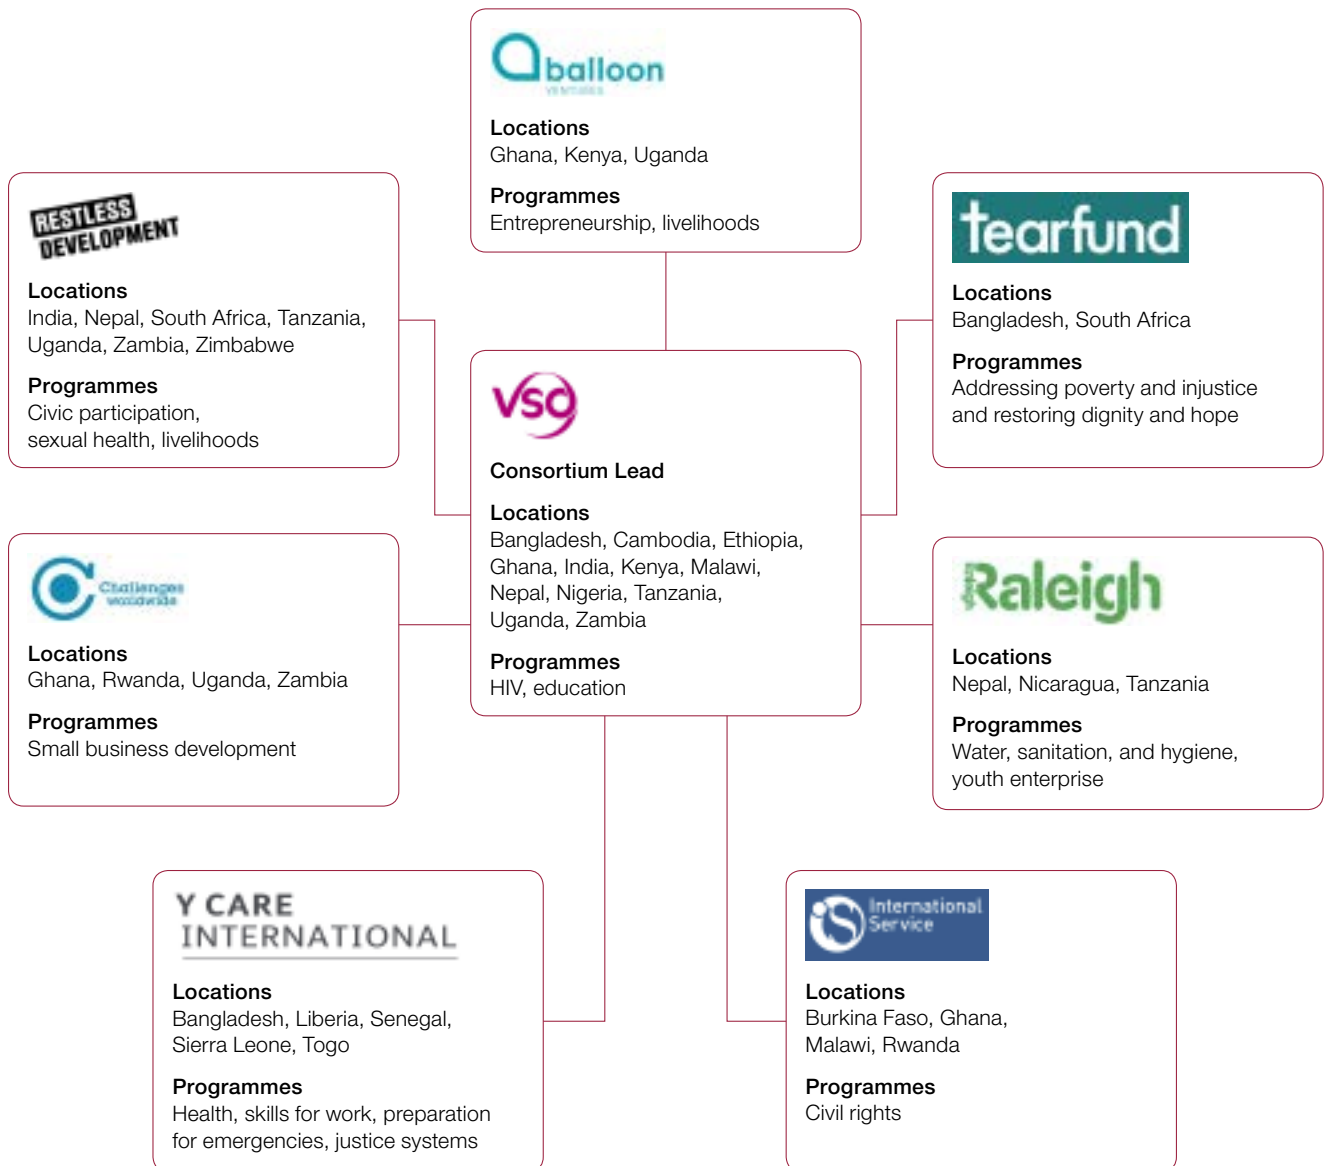 balloon
VENTURES
Locations
Ghana, Kenya, Uganda
Programmes
Entrepreneurship, livelihoods
RESTLESS
DEVELOPMENT
Locations
India, Nepal, South Africa, Tanzania,
Uganda, Zambia, Zimbabwe
Programmes
Civic participation,
sexual health, livelihoods
tearfund
Locations
Bangladesh, South Africa
Programmes
Addressing poverty and injustice
and restoring dignity and hope
vso
Consortium Lead
Locations
Bangladesh, Cambodia, Ethiopia,
Ghana, India, Kenya, Malawi,
Nepal, Nigeria, Tanzania,
Uganda, Zambia
Programmes
HIV, education
Challenges
worldwide
Locations
Ghana, Rwanda, Uganda, Zambia
Programmes
Small business development
Raleigh
Locations
Nepal, Nicaragua, Tanzania
Programmes
Water, sanitation, and hygiene,
youth enterprise
Y CARE
INTERNATIONAL
Locations
Bangladesh, Liberia, Senegal,
Sierra Leone, Togo
Programmes
Health, skills for work, preparation
for emergencies, justice systems
iS International
Service
Locations
Burkina Faso, Ghana,
Malawi, Rwanda
Programmes
Civil rights